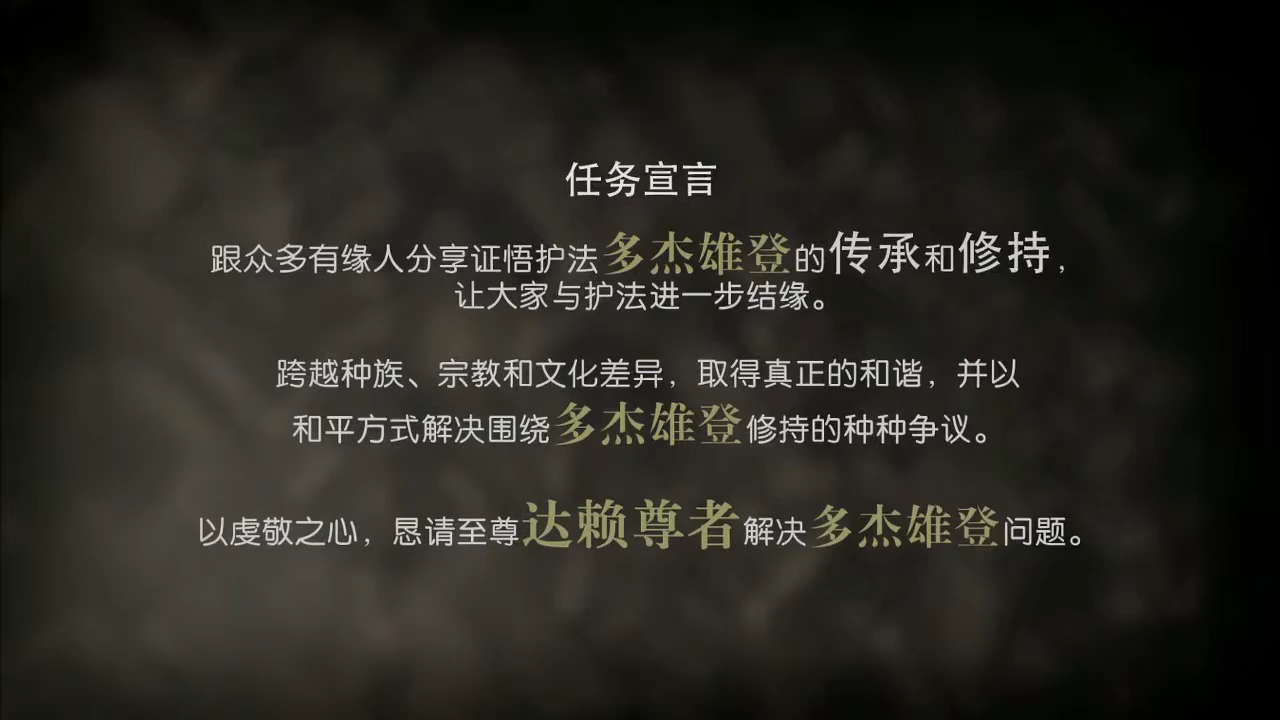 任务宣言
跟众多有缘人分享证悟护法多杰雄登的传承和修持，
让大家与护法进一步结缘。
跨越种族、宗教和文化差异，取得真正的和谐，并以
和平方式解决围绕多杰雄登修持的种种争议。
以虔敬之心，恳请至尊达赖尊者解决多杰雄登问题。